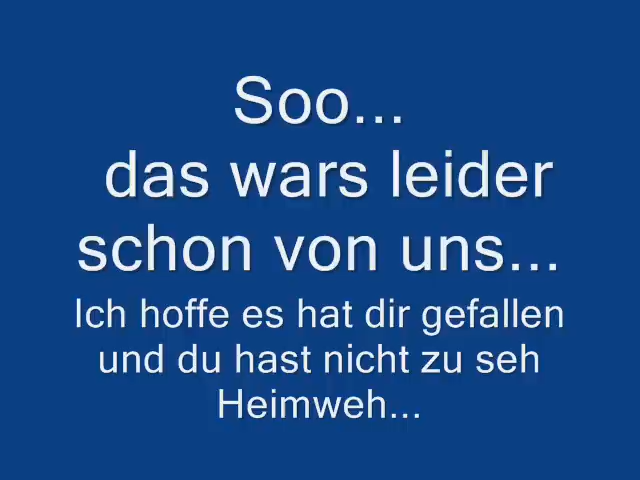 Soo...
das wars leider
schon von uns...
Ich hoffe es hat dir gefallen
und du hast nicht zu seh
Heimweh...